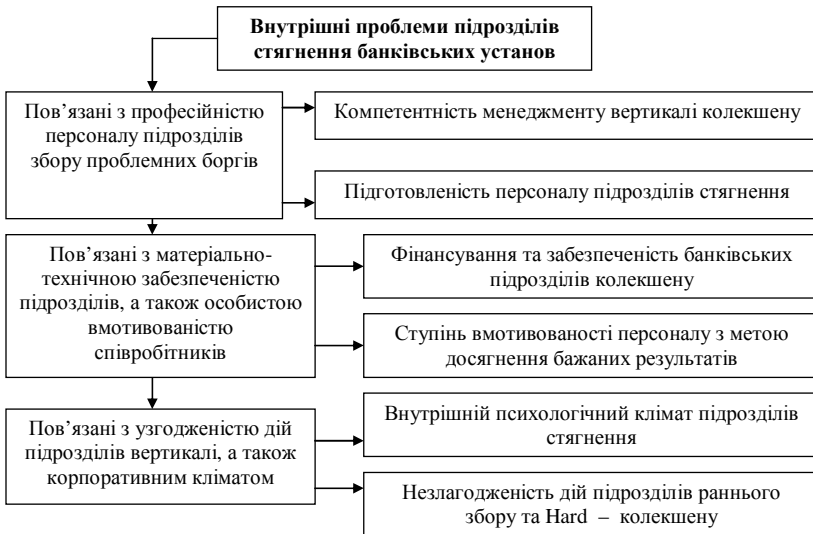 Внутрішні проблеми підрозділів
стягнення банківських установ
Пов’язані з професійністю
персоналу підрозділів
збору проблемних боргів
Компетентність менеджменту вертикалі колекшену
Підготовленість персоналу підрозділів стягнення
Пов’язані з матеріально-
технічною забезпеченістю
підрозділів, а також особистою
вмотивованістю
співробітників
Фінансування та забезпеченість банківських
підрозділів колекшену
Ступінь вмотивованості персоналу з метою
досягнення бажаних результатів
Пов’язані з узгодженістю дій
підрозділів вертикалі, а також
корпоративним кліматом
Внутрішній психологічний клімат підрозділів
стягнення
Незлагодженість дій підрозділів раннього
збору та Hard – колекшену